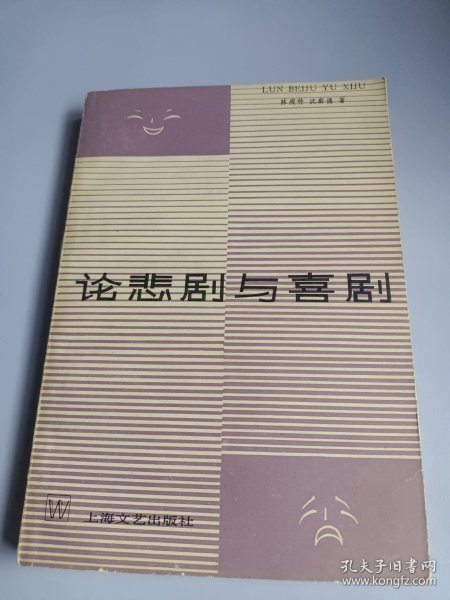 LUN BEIJU YU XIJU
陈瘦竹 沈蔚德 著
论悲剧与喜剧
上海文艺出版社
孔夫子旧书网
www.kongfz.com